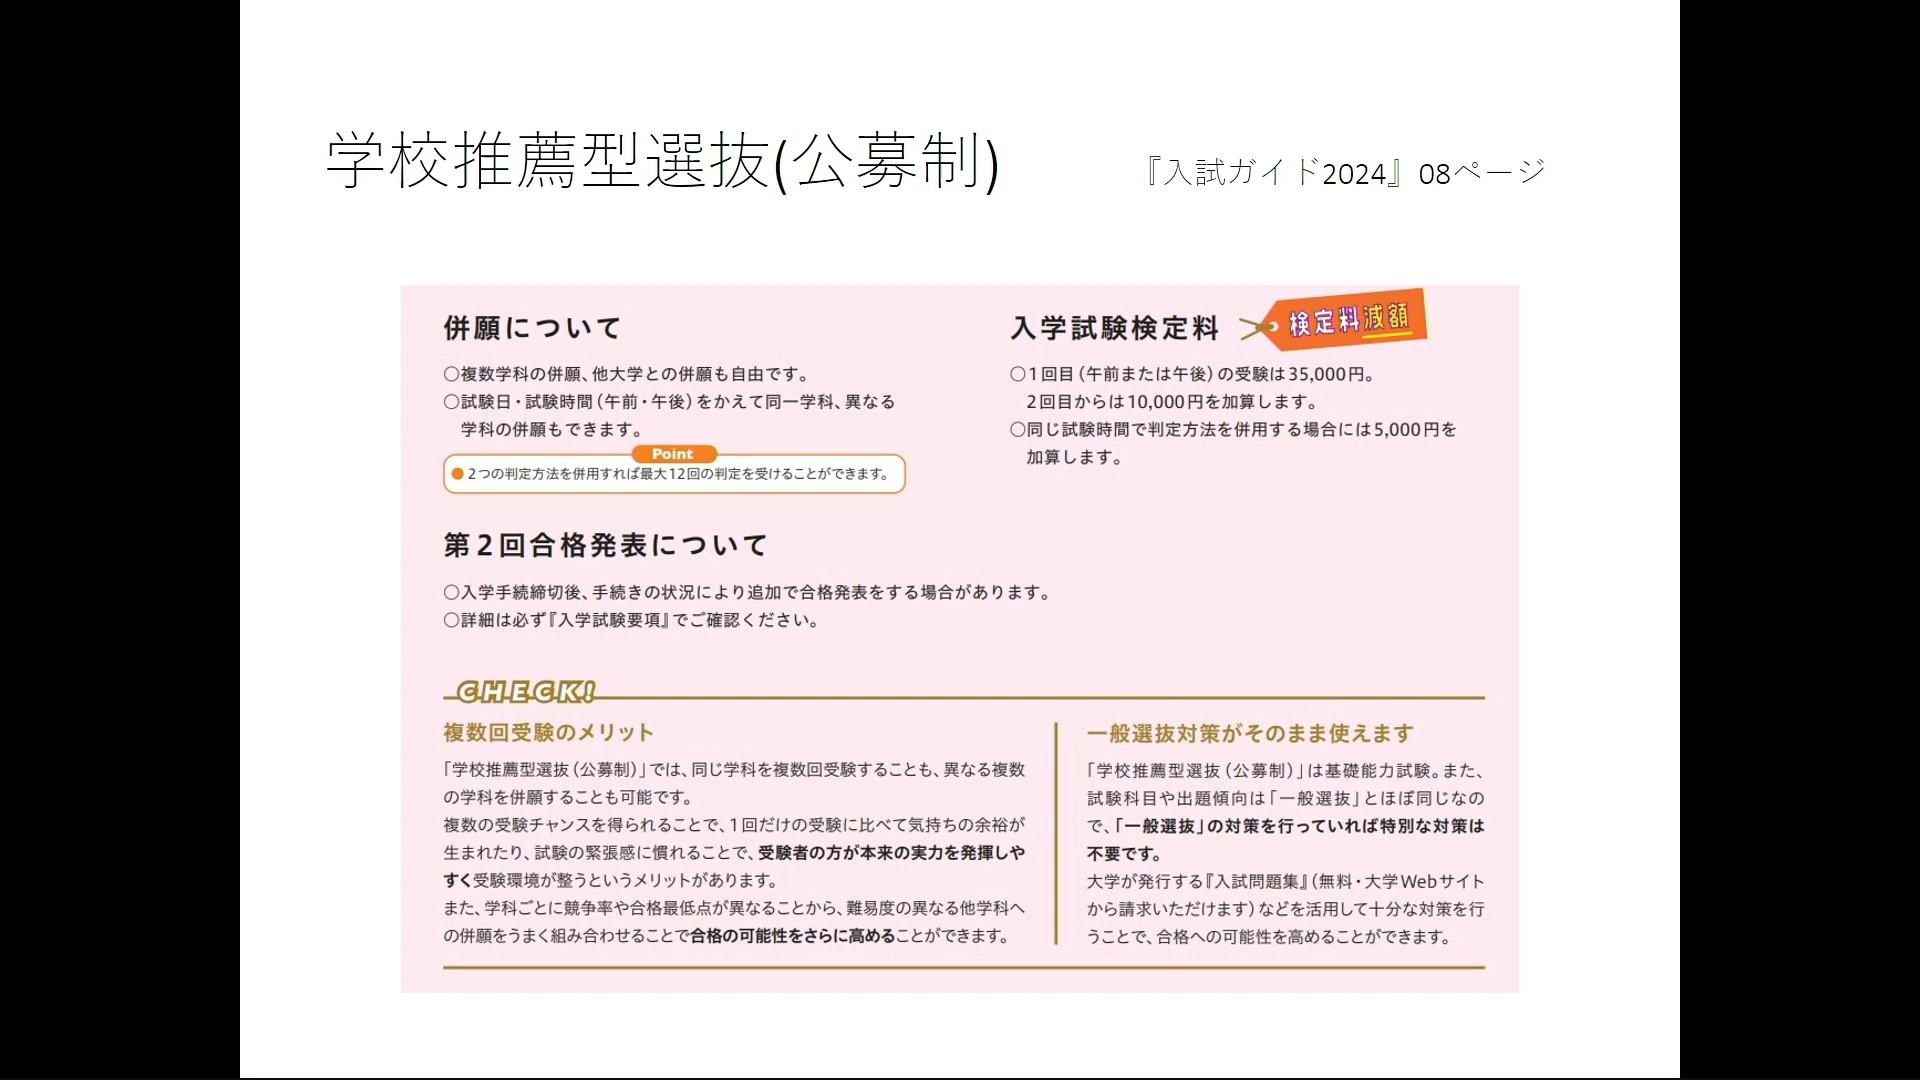 学校推薦型選抜(公募制)
『入試ガイド2024』08ページ
併願について
○複数学科の併願、他大学との併願も自由です。
○試験日・試験時間(午前・午後)をかえて同一学科、異なる
学科の併願もできます。
Point
●2つの判定方法を併用すれば最大12回の判定を受けることができます。
入学試験検定料
検定料減額
○1回目(午前または午後)の受験は35,000円。
2回目からは10,000円を加算します。
○同じ試験時間で判定方法を併用する場合には5,000円を
加算します。
第2回合格発表について
○入学手続締切後、手続きの状況により追加で合格発表をする場合があります。
○詳細は必ず『入学試験要項』でご確認ください。
CHECK!
複数回受験のメリット
「学校推薦型選抜(公募制)」では、同じ学科を複数回受験することも、異なる複数
の学科を併願することも可能です。
複数の受験チャンスを得られることで、1回だけの受験に比べて気持ちの余裕が
生まれたり、試験の緊張感に慣れることで、受験者の方が本来の実力を発揮しや
すく受験環境が整うというメリットがあります。
また、学科ごとに競争率や合格最低点が異なることから、難易度の異なる他学科へ
の併願をうまく組み合わせることで合格の可能性をさらに高めることができます。
一般選抜対策がそのまま使えます
「学校推薦型選抜(公募制)」は基礎能力試験。また、
試験科目や出題傾向は「一般選抜」とほぼ同じなの
で、「一般選抜」の対策を行っていれば特別な対策は
不要です。
大学が発行する『入試問題集』(無料・大学Webサイト
から請求いただけます)などを活用して十分な対策を行
うことで、合格への可能性を高めることができます。